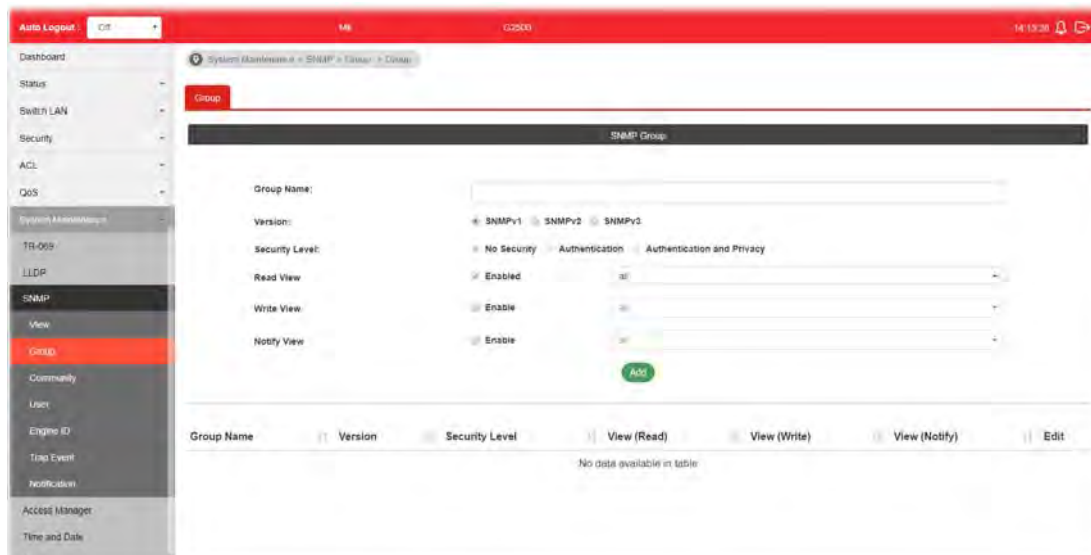 Auto Logout : Off G2500
Dashboard
Status
Switch LAN
Security
ACL
QoS
System Maintenance
TR-069
LLDP
SNMP
View
Group
Community
User
Engine ID
Trap Event
Notification
Access Manager
Time and Date
System Maintenance > SNMP > Group > Group
Group
SNMP Group
Group Name:
Version: SNMPv1 SNMPv2 SNMPv3
Security Level: No Security Authentication Authentication and Privacy
Read View Enabled all
Write View Enable all
Notify View Enable all
Add
Group Name Version Security Level View (Read) View (Write) View (Notify) Edit
No data available in table